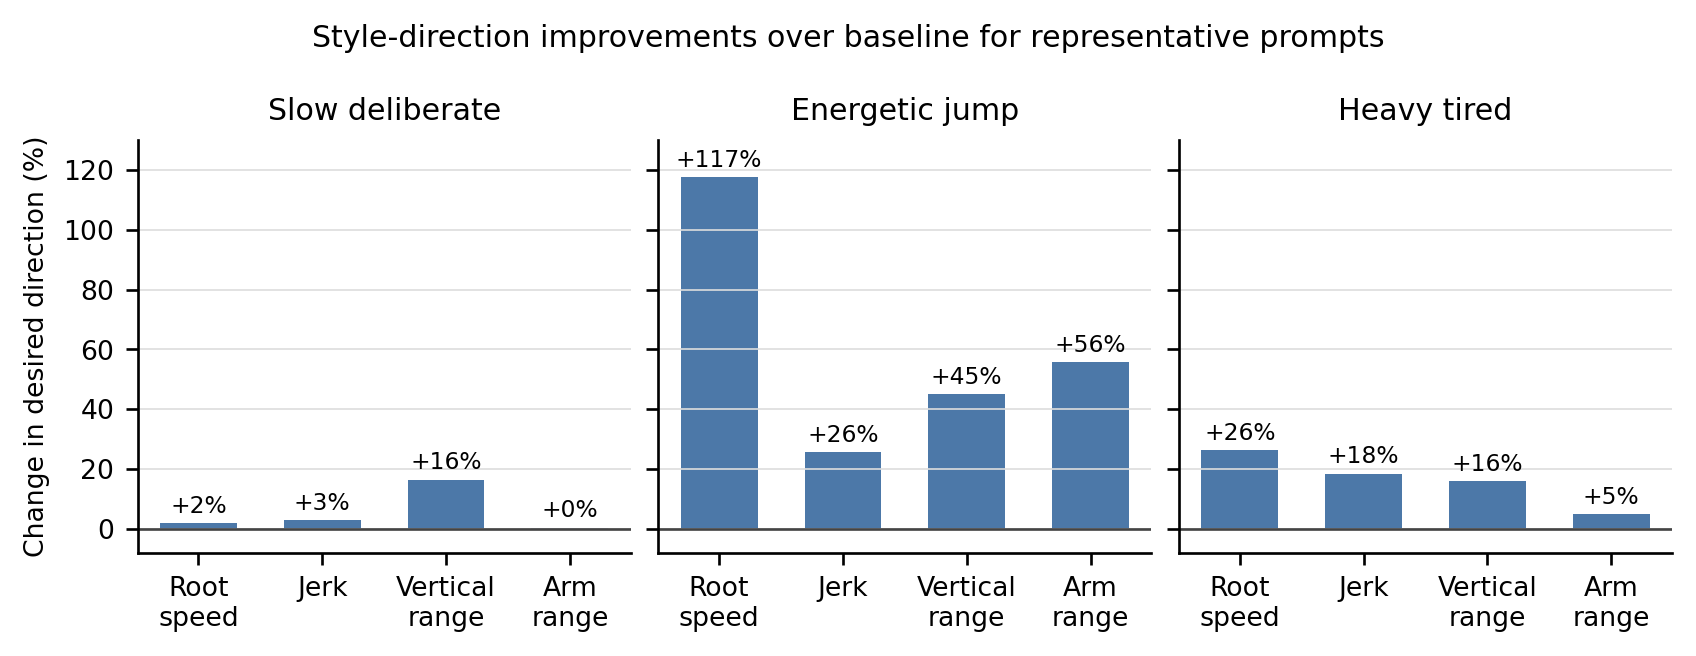 Style-direction improvements over baseline for representative prompts
Slow deliberate
Energetic jump
Heavy tired
Change in desired direction (%)
120
100
80
60
40
20
0
+2%
+3%
+16%
+0%
+117%
+26%
+45%
+56%
+26%
+18%
+16%
+5%
Root
speed
Jerk
Vertical
range
Arm
range
Root
speed
Jerk
Vertical
range
Arm
range
Root
speed
Jerk
Vertical
range
Arm
range